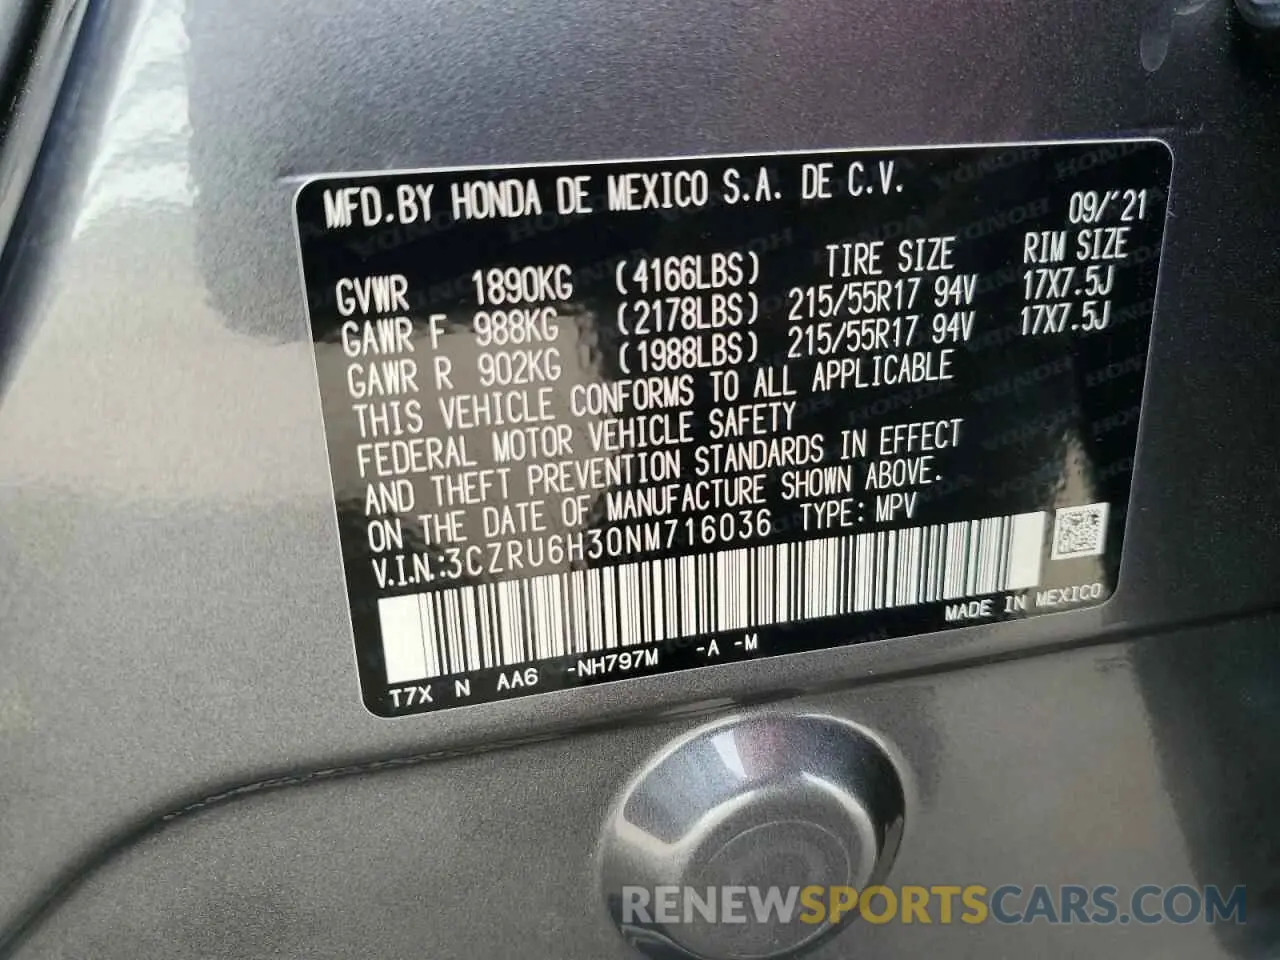 MFD.BY HONDA DE MEXICO S.A. DE C.V.
09/'21
GVWR 1890KG (4166LBS) TIRE SIZE RIM SIZE
GAWR F 988KG (2178LBS) 215/55R17 94V 17X7.5J
GAWR R 902KG (1988LBS) 215/55R17 94V 17X7.5J
THIS VEHICLE CONFORMS TO ALL APPLICABLE
FEDERAL MOTOR VEHICLE SAFETY
AND THEFT PREVENTION STANDARDS IN EFFECT
ON THE DATE OF MANUFACTURE SHOWN ABOVE.
V.I.N.:3CZRU6H30NM716036 TYPE: MPV
MADE IN MEXICO
T7X N AA6 -NH797M -A -M
RENEWSPORTSCARS.COM